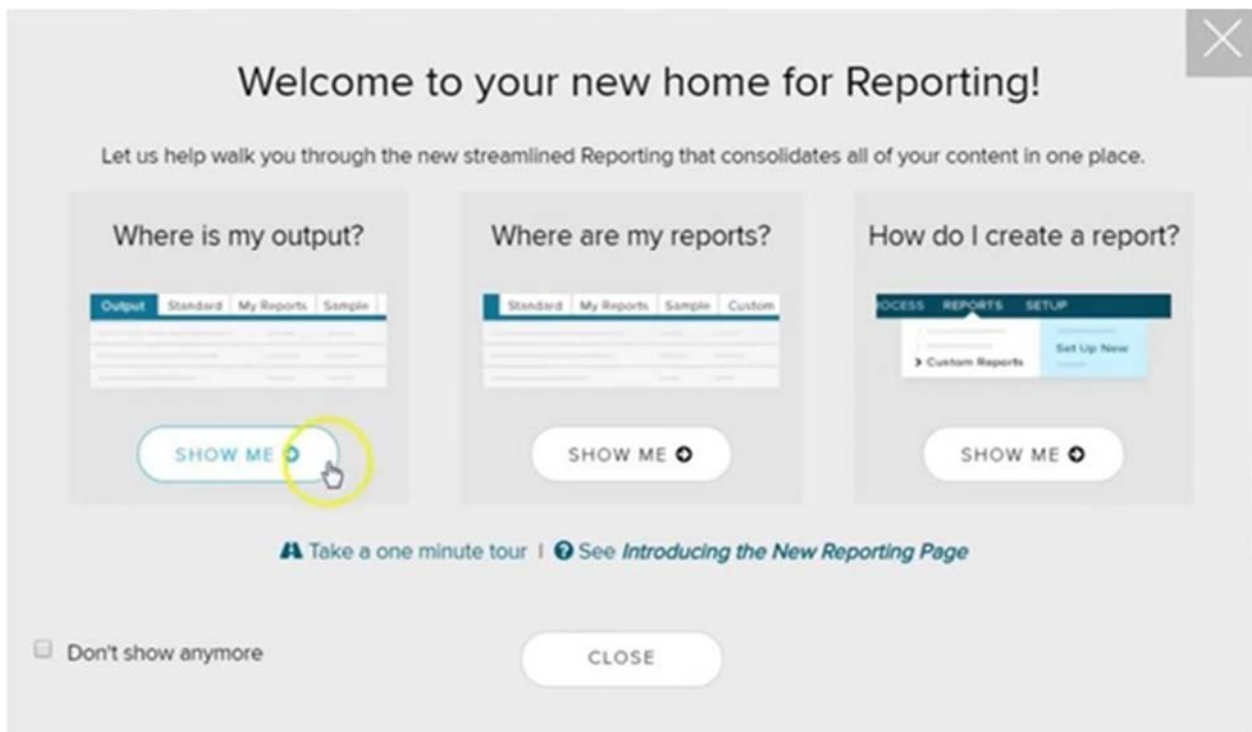 Welcome to your new home for Reporting!
Let us help walk you through the new streamlined Reporting that consolidates all of your content in one place.
Where is my output?
Output Standard My Reports Sample
SHOW ME
Where are my reports?
Standard My Reports Sample Custom
SHOW ME
How do I create a report?
OCESS REPORTS SETUP
Set Up New
> Custom Reports
SHOW ME
Take a one minute tour | See Introducing the New Reporting Page
Don't show anymore
CLOSE